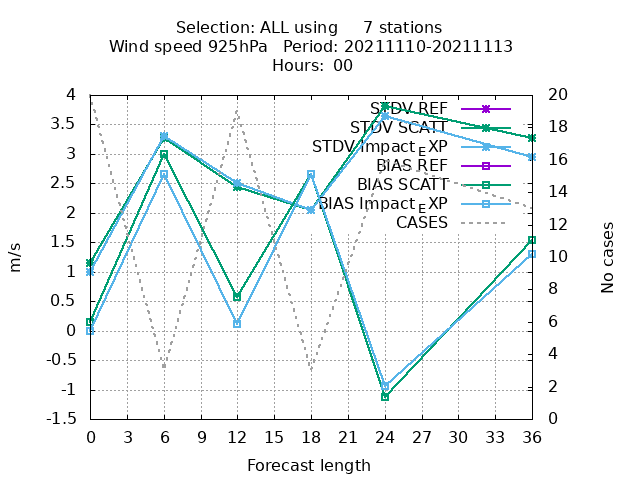 Selection: ALL using 7 stations
Wind speed 925hPa Period: 20211110-20211113
Hours: 00
4
3.5
3
2.5
2
1.5
1
0.5
0
-0.5
-1
-1.5
m/s
STDV REF
STDV SCATT
STDV Impact_EXP
BIAS REF
BIAS SCATT
BIAS Impact_EXP
CASES
20
18
16
14
12
10
8
6
4
2
0
No cases
0 3 6 9 12 15 18 21 24 27 30 33 36
Forecast length